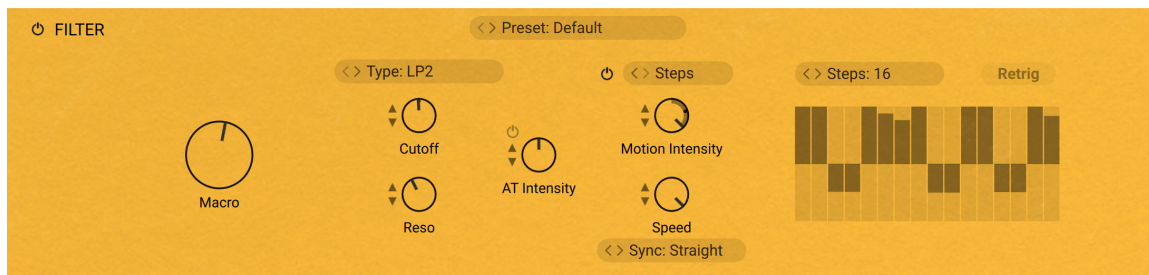 FILTER
< > Preset: Default
< > Type: LP2
< > Steps
< > Steps: 16
Retrig
Cutoff
Motion Intensity
AT Intensity
Macro
Reso
Speed
< > Sync: Straight